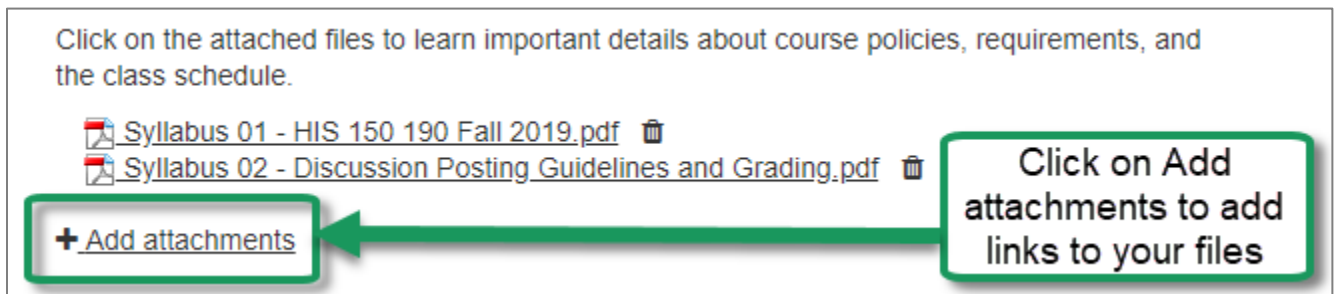 Click on the attached files to learn important details about course policies, requirements, and
the class schedule.
Syllabus 01 - HIS 150 190 Fall 2019.pdf
Syllabus 02 - Discussion Posting Guidelines and Grading.pdf
+ Add attachments
Click on Add
attachments to add
links to your files